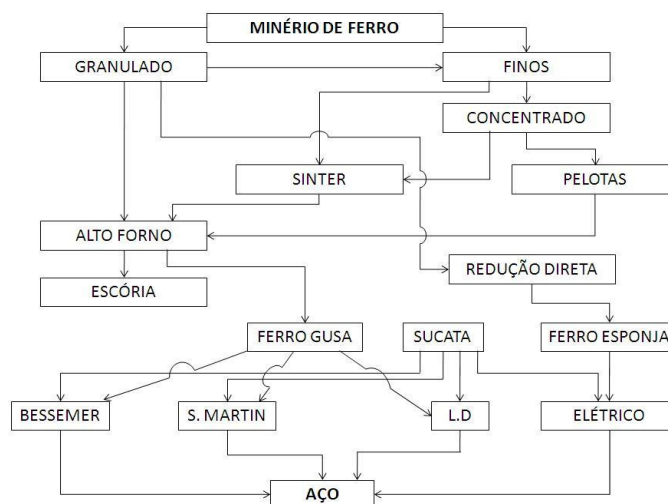 MINÉRIO DE FERRO
GRANULADO
FINOS
CONCENTRADO
SINTER
PELOTAS
ALTO FORNO
REDUÇÃO DIRETA
ESCÓRIA
FERRO GUSA
SUCATA
FERRO ESPONJA
BESSEMER
S. MARTIN
L.D
ELÉTRICO
AÇO